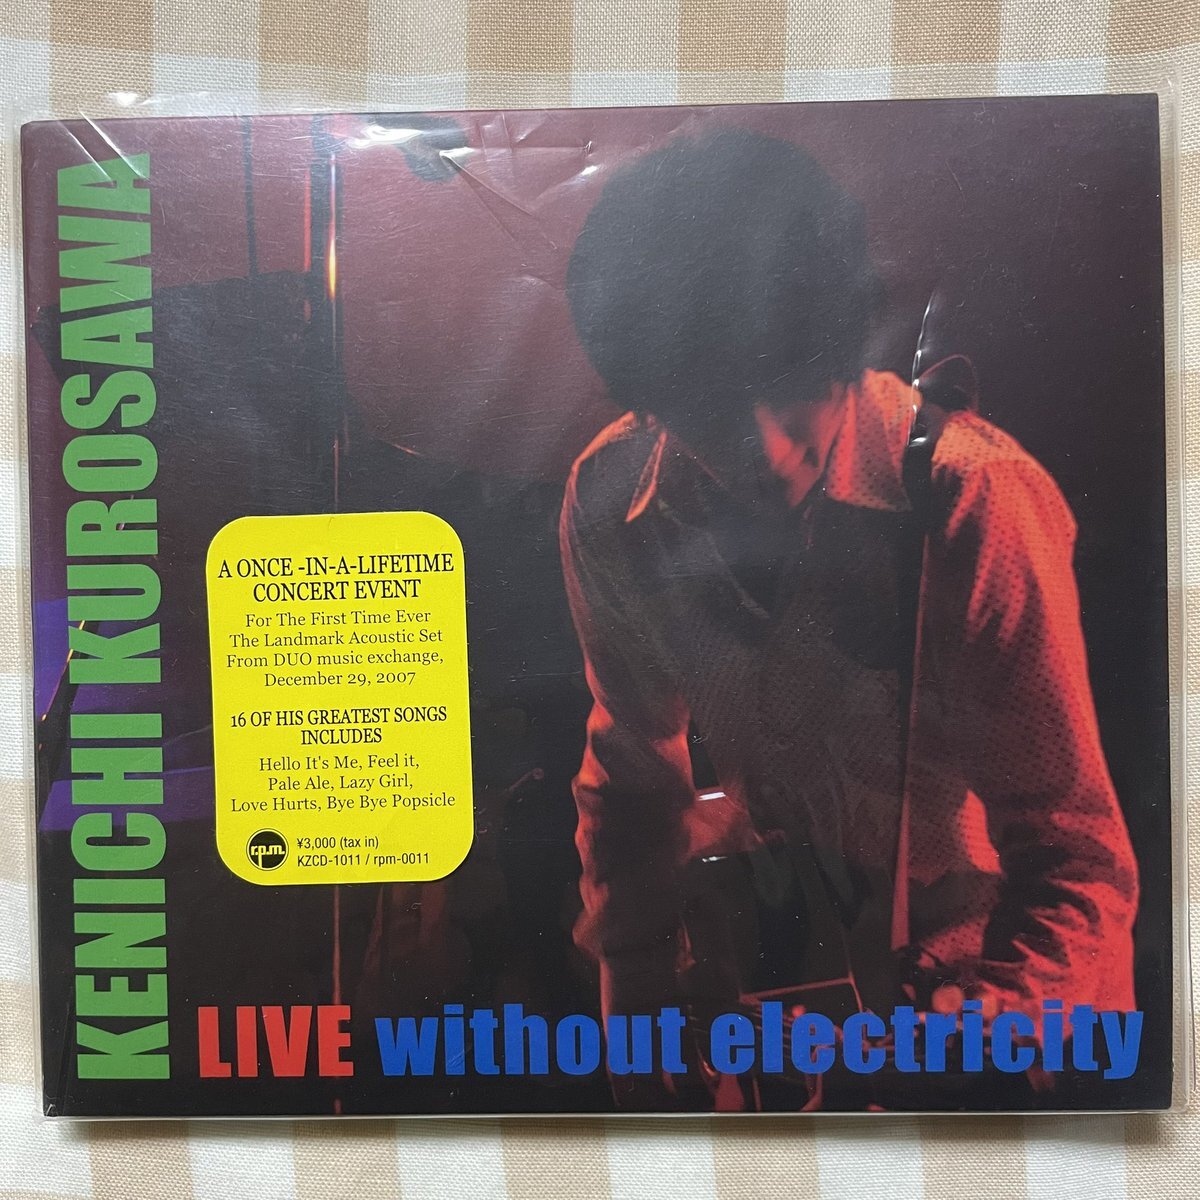 KENICHI KUROSAWA
A ONCE -IN-A-LIFETIME
CONCERT EVENT
For The First Time Ever
The Landmark Acoustic Set
From DUO music exchange,
December 29, 2007
16 OF HIS GREATEST SONGS
INCLUDES
Hello It's Me, Feel it,
Pale Ale, Lazy Girl,
Love Hurts, Bye Bye Popsicle
r.p.m.
¥3,000 (tax in)
KZCD-1011 / rpm-0011
LIVE without electricity